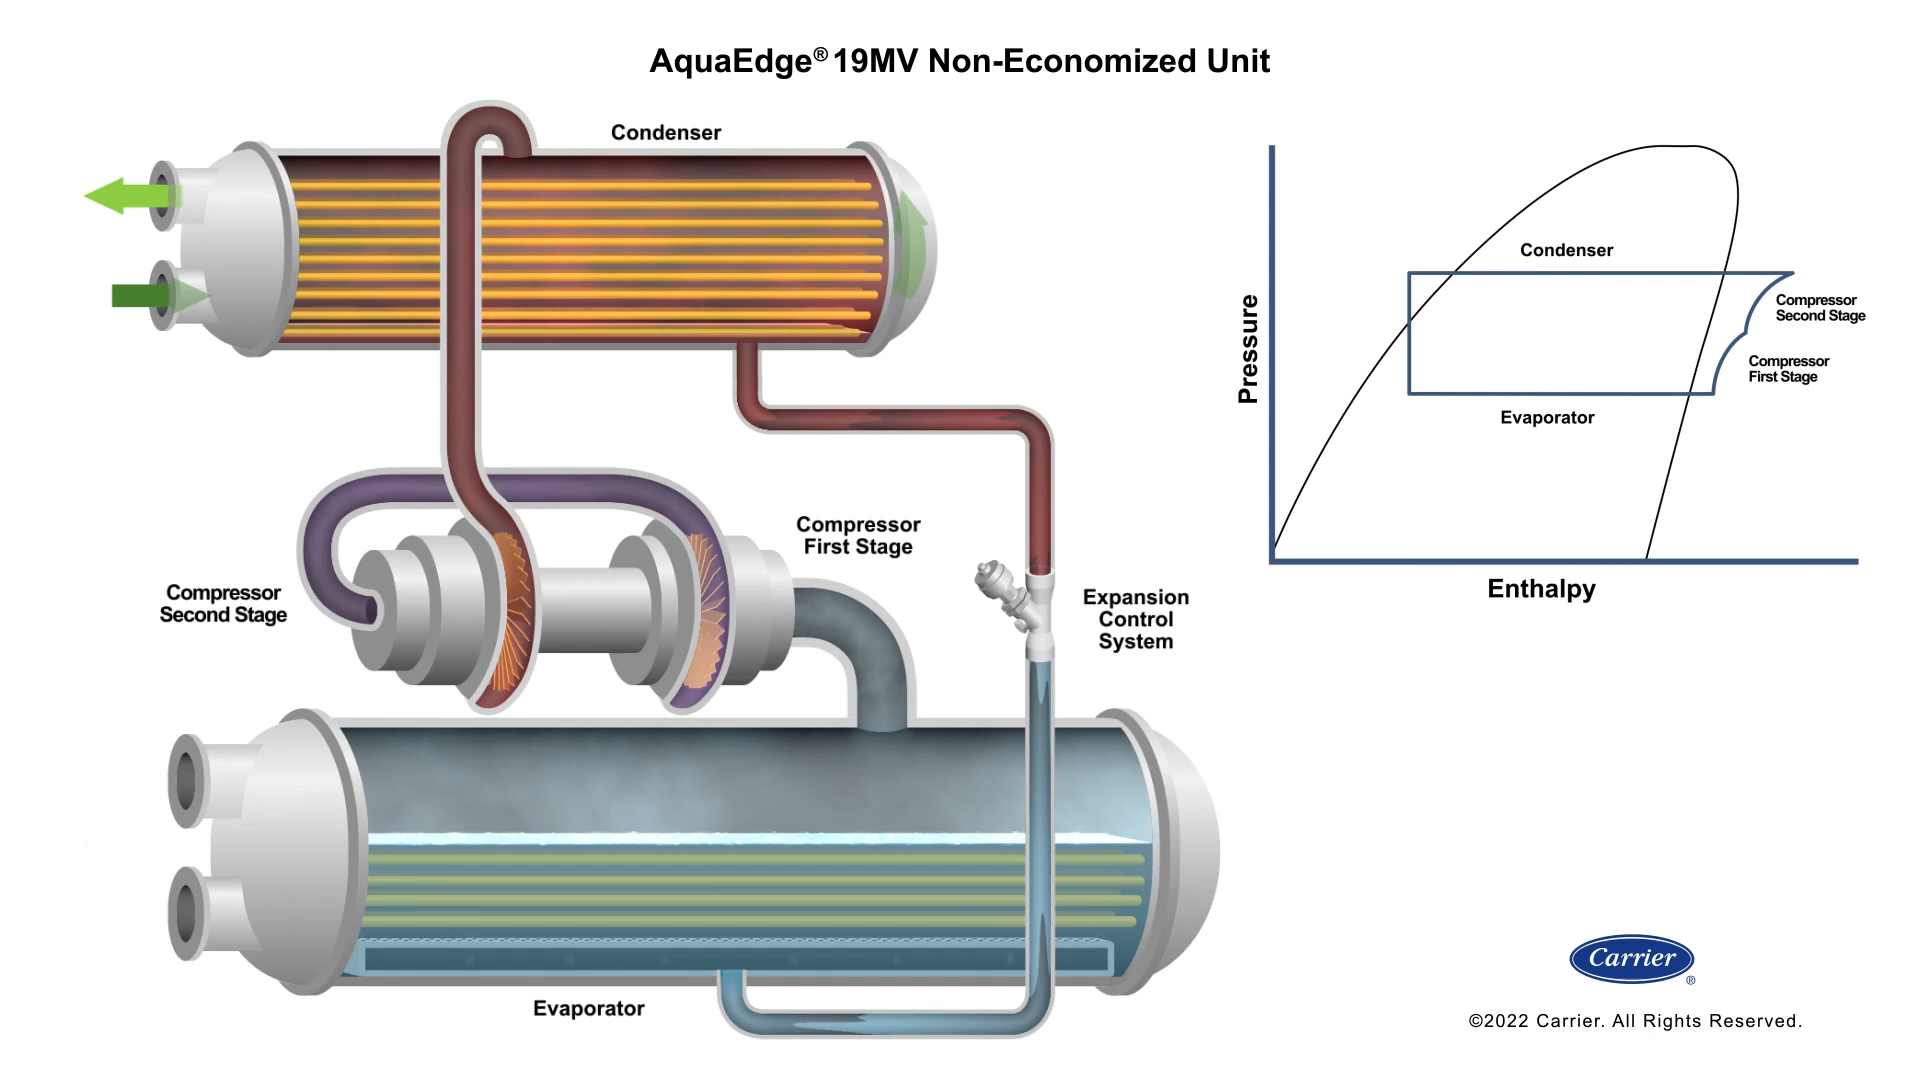 AquaEdge® 19MV Non-Economized Unit
Condenser
Compressor
First Stage
Compressor
Second Stage
Expansion
Control
System
Evaporator
Pressure
Condenser
Compressor
Second Stage
Compressor
First Stage
Evaporator
Enthalpy
Carrier
®
©2022 Carrier. All Rights Reserved.